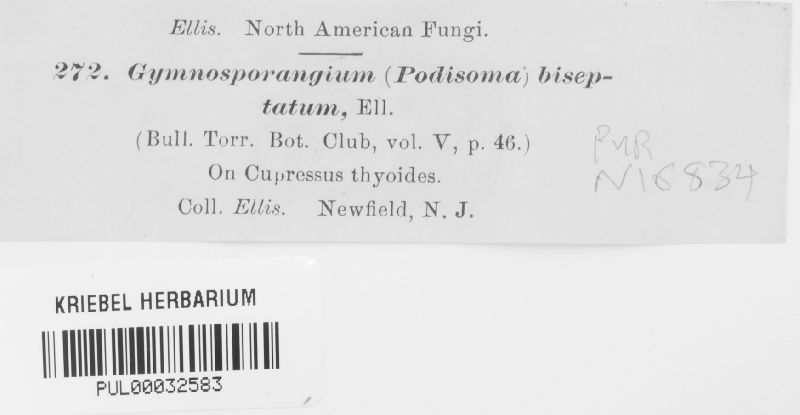 Ellis. North American Fungi.
272. Gymnosporangium (Podisoma) bisep-
tatum, Ell.
(Bull. Torr. Bot. Club, vol. V, p. 46.)
On Cupressus thyoides.
Coll. Ellis. Newfield, N. J.
PUR
N16834
KRIEBEL HERBARIUM
PUL00032583